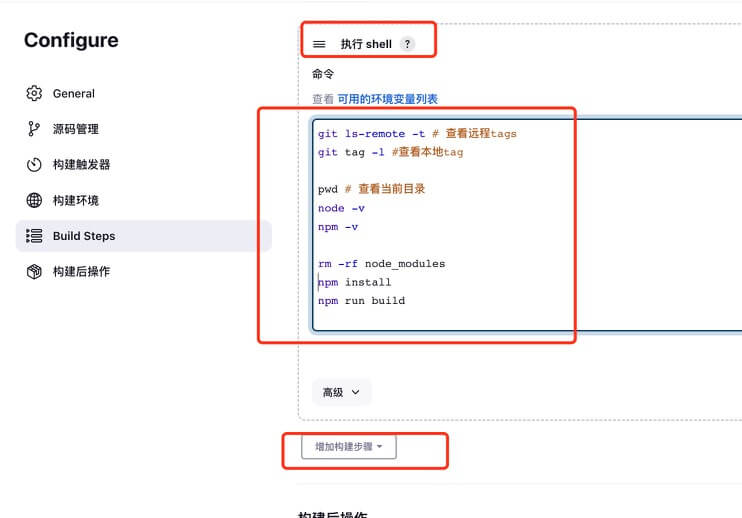 Configure
General
源码管理
构建触发器
构建环境
Build Steps
构建后操作
执行 shell ?
命令
查看 可用的环境变量列表
git ls-remote -t # 查看远程tags
git tag -l #查看本地tag
pwd # 查看当前目录
node -v
npm -v
rm -rf node_modules
npm install
npm run build
高级
增加构建步骤
构建后操作